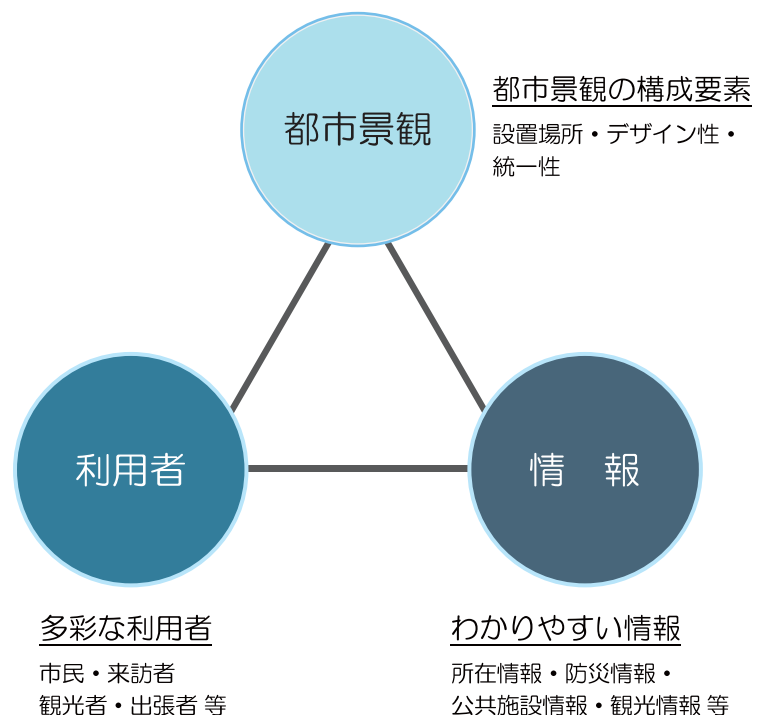 都市景観
都市景観の構成要素
設置場所・デザイン性・
統一性
利用者
情　報
多彩な利用者
市民・来訪者
観光者・出張者 等
わかりやすい情報
所在情報・防災情報・
公共施設情報・観光情報 等